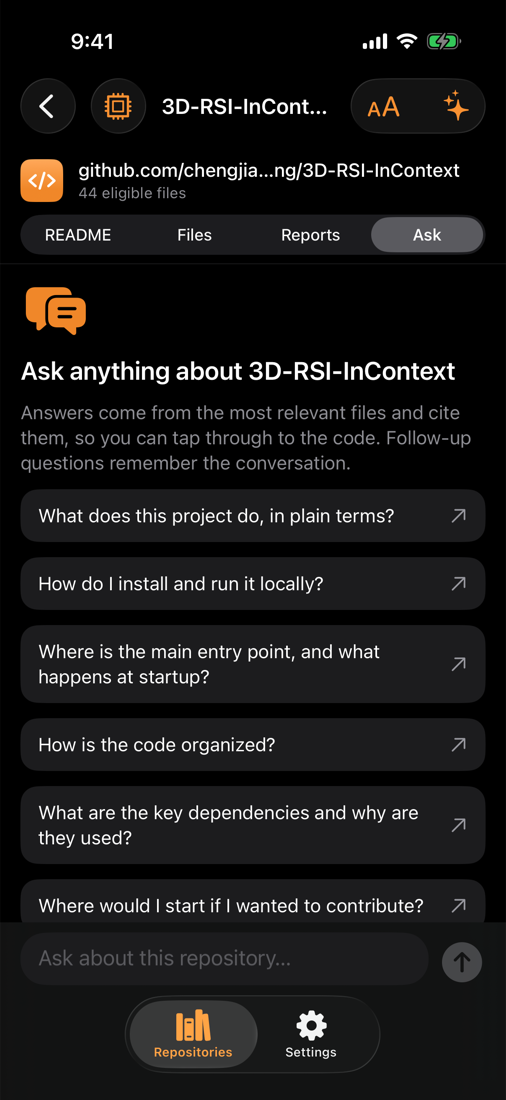 9:41
3D-RSI-InCont...
AA
</>
github.com/chengjia...ng/3D-RSI-InContext
44 eligible files
README
Files
Reports
Ask
Ask anything about 3D-RSI-InContext
Answers come from the most relevant files and cite
them, so you can tap through to the code. Follow-up
questions remember the conversation.
What does this project do, in plain terms?
How do I install and run it locally?
Where is the main entry point, and what
happens at startup?
How is the code organized?
What are the key dependencies and why are
they used?
Where would I start if I wanted to contribute?
Ask about this repository...
Repositories
Settings